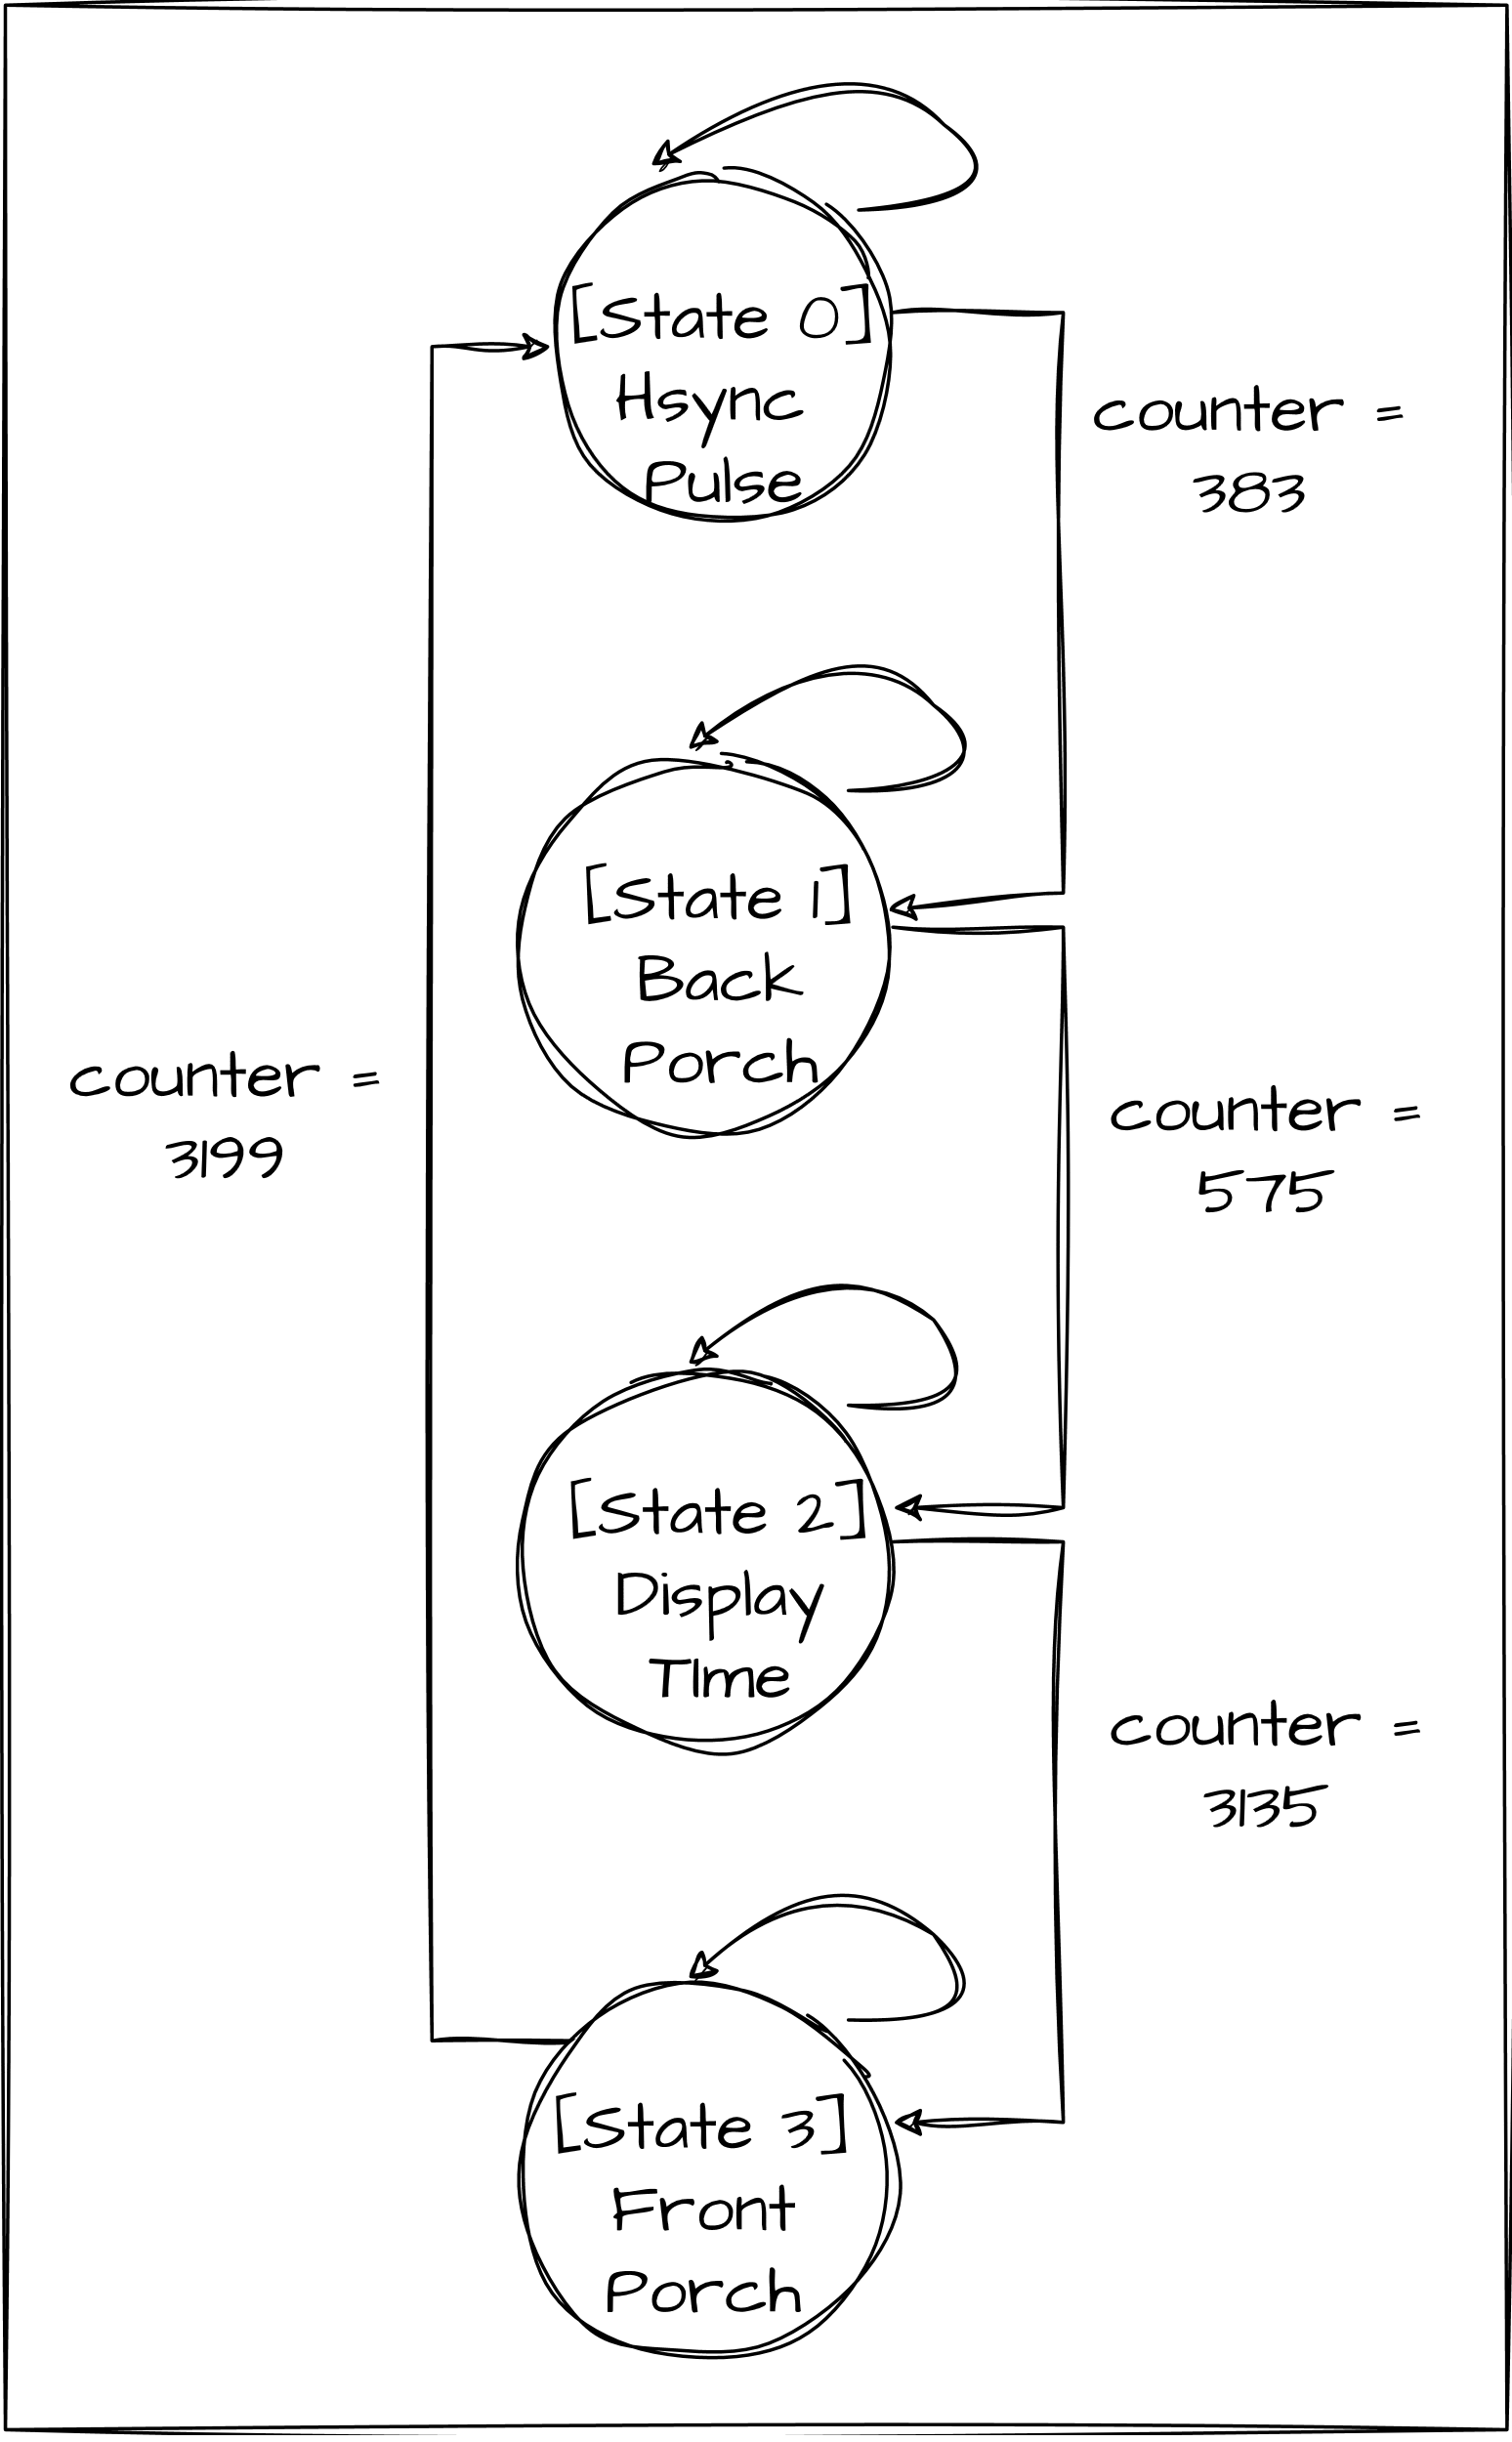 [State 0]
Hsync
Pulse
counter =
383
[State 1]
Back
Porch
counter =
3199
counter =
575
[State 2]
Display
TIme
counter =
3135
[State 3]
Front
Porch